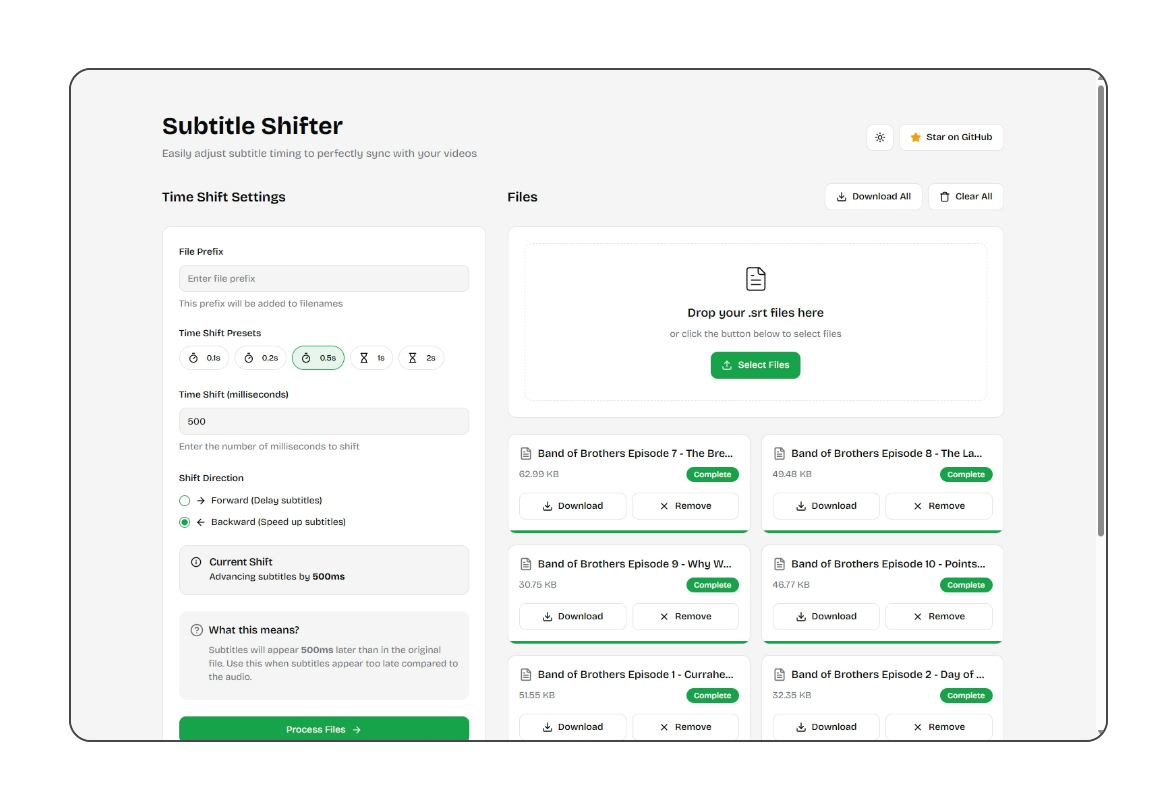 Subtitle Shifter
Easily adjust subtitle timing to perfectly sync with your videos
Star on GitHub
Time Shift Settings
File Prefix
Enter file prefix
This prefix will be added to filenames
Time Shift Presets
0.1s 0.2s 0.5s 1s 2s
Time Shift (milliseconds)
500
Enter the number of milliseconds to shift
Shift Direction
Forward (Delay subtitles)
Backward (Speed up subtitles)
Current Shift
Advancing subtitles by 500ms
What this means?
Subtitles will appear 500ms later than in the original
file. Use this when subtitles appear too late compared to
the audio.
Process Files
Files
Download All Clear All
Drop your .srt files here
or click the button below to select files
Select Files
Band of Brothers Episode 7 - The Bre...
62.99 KB Complete
Download Remove
Band of Brothers Episode 8 - The La...
49.48 KB Complete
Download Remove
Band of Brothers Episode 9 - Why W...
30.75 KB Complete
Download Remove
Band of Brothers Episode 10 - Points...
46.77 KB Complete
Download Remove
Band of Brothers Episode 1 - Currahe...
51.55 KB Complete
Download Remove
Band of Brothers Episode 2 - Day of ...
32.35 KB Complete
Download Remove